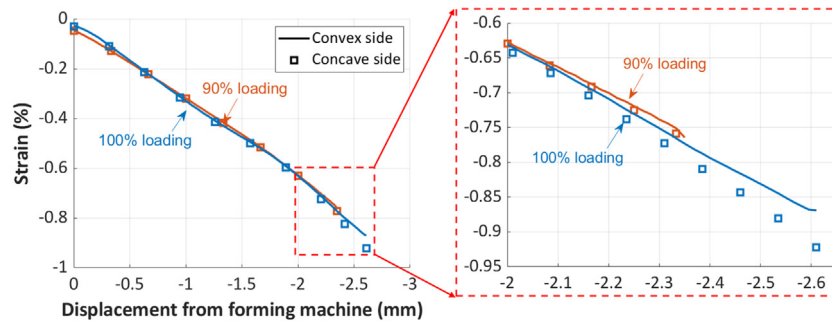 0
-0.2
-0.4
-0.6
-0.8
-1
Strain (%)
Convex side
Concave side
90% loading
100% loading
0 -0.5 -1 -1.5 -2 -2.5 -3
Displacement from forming machine (mm)
-0.6
-0.65
-0.7
-0.75
-0.8
-0.85
-0.9
-0.95
90% loading
100% loading
-2 -2.1 -2.2 -2.3 -2.4 -2.5 -2.6